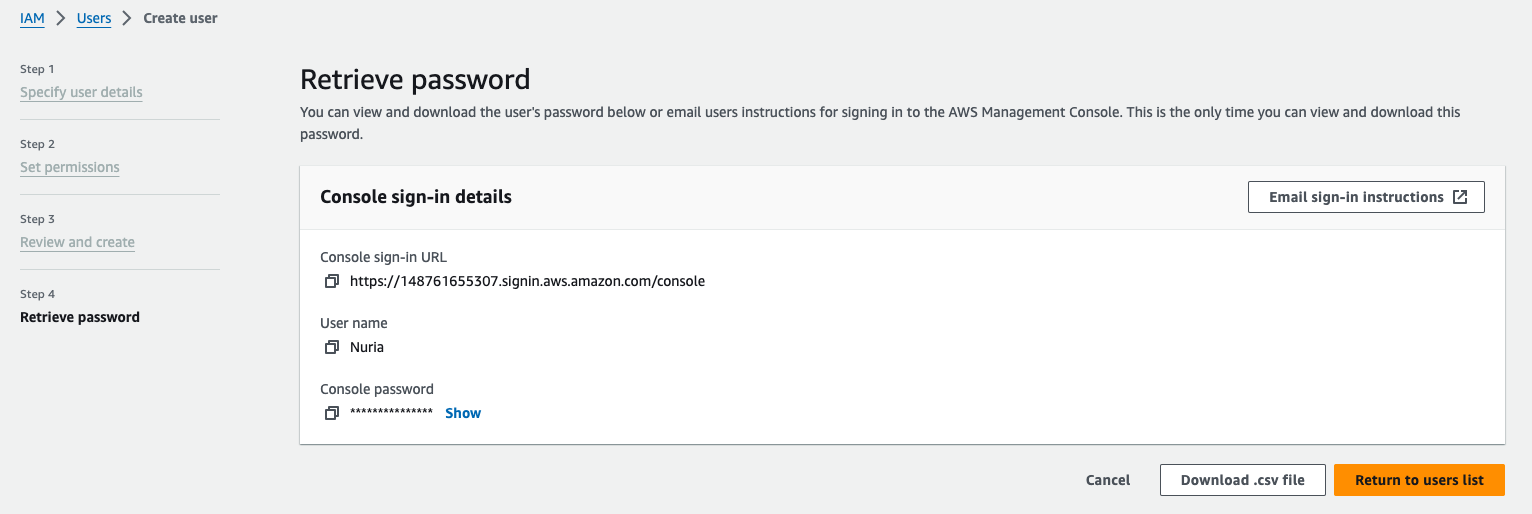 IAM > Users > Create user
Step 1
Specify user details
Step 2
Set permissions
Step 3
Review and create
Step 4
Retrieve password
Retrieve password
You can view and download the user's password below or email users instructions for signing in to the AWS Management Console. This is the only time you can view and download this
password.
Console sign-in details
Email sign-in instructions
Console sign-in URL
https://148761655307.signin.aws.amazon.com/console
User name
Nuria
Console password
*************** Show
Cancel
Download .csv file
Return to users list